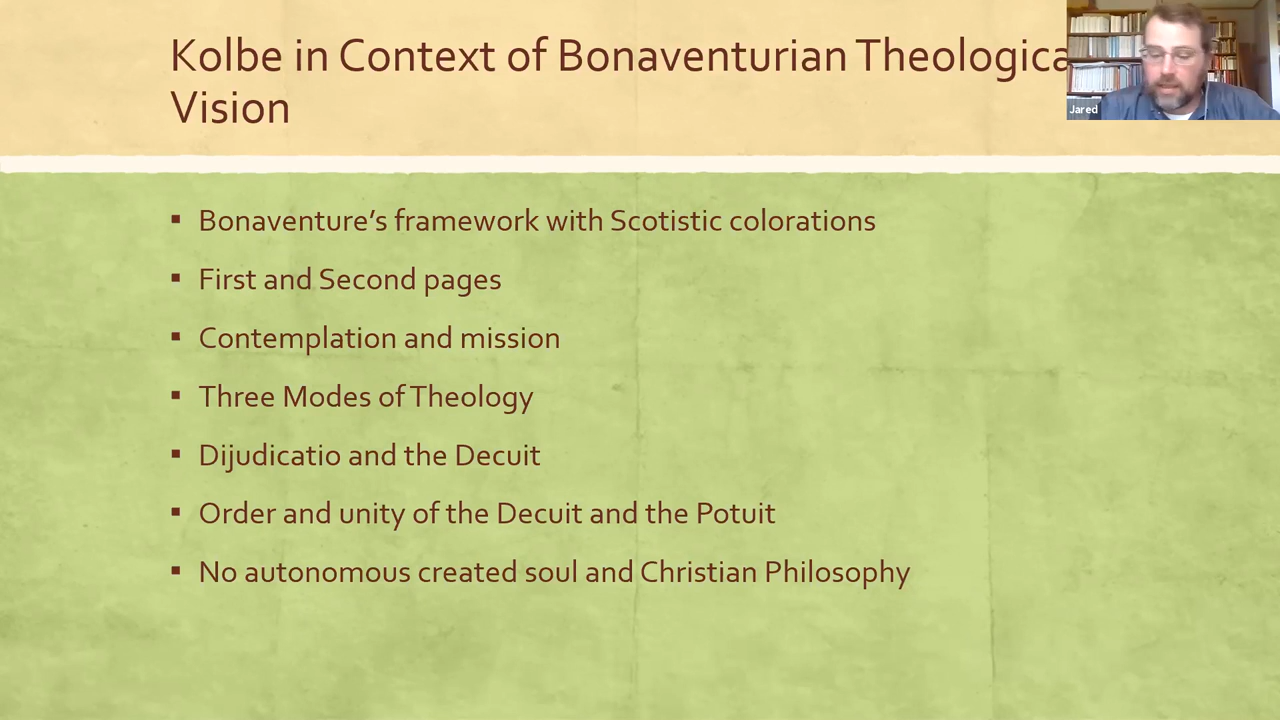 Kolbe in Context of Bonaventurian Theologica
Vision
Jared
▪ Bonaventure’s framework with Scotistic colorations
▪ First and Second pages
▪ Contemplation and mission
▪ Three Modes of Theology
▪ Dijudicatio and the Decuit
▪ Order and unity of the Decuit and the Potuit
▪ No autonomous created soul and Christian Philosophy